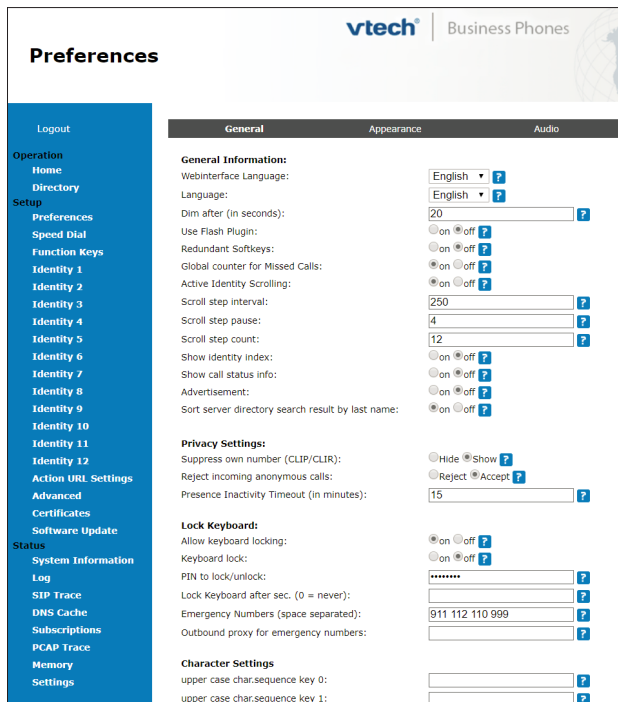 vtech® Business Phones
Preferences
Logout
Operation
Home
Directory
Setup
Preferences
Speed Dial
Function Keys
Identity 1
Identity 2
Identity 3
Identity 4
Identity 5
Identity 6
Identity 7
Identity 8
Identity 9
Identity 10
Identity 11
Identity 12
Action URL Settings
Advanced
Certificates
Software Update
Status
System Information
Log
SIP Trace
DNS Cache
Subscriptions
PCAP Trace
Memory
Settings
General Appearance Audio
General Information:
Webinterface Language: English ?
Language: English ?
Dim after (in seconds): 20 ?
Use Flash Plugin: on off ?
Redundant Softkeys: on off ?
Global counter for Missed Calls: on off ?
Active Identity Scrolling: on off ?
Scroll step interval: 250 ?
Scroll step pause: 4 ?
Scroll step count: 12 ?
Show identity index: on off ?
Show call status info: on off ?
Advertisement: on off ?
Sort server directory search result by last name: on off ?
Privacy Settings:
Suppress own number (CLIP/CLIR): Hide Show ?
Reject incoming anonymous calls: Reject Accept ?
Presence Inactivity Timeout (in minutes): 15 ?
Lock Keyboard:
Allow keyboard locking: on off ?
Keyboard lock: on off ?
PIN to lock/unlock: •••••••• ?
Lock Keyboard after sec. (0 = never): ?
Emergency Numbers (space separated): 911 112 110 999 ?
Outbound proxy for emergency numbers: ?
Character Settings
upper case char.sequence key 0: ?
upper case char.sequence key 1: ?